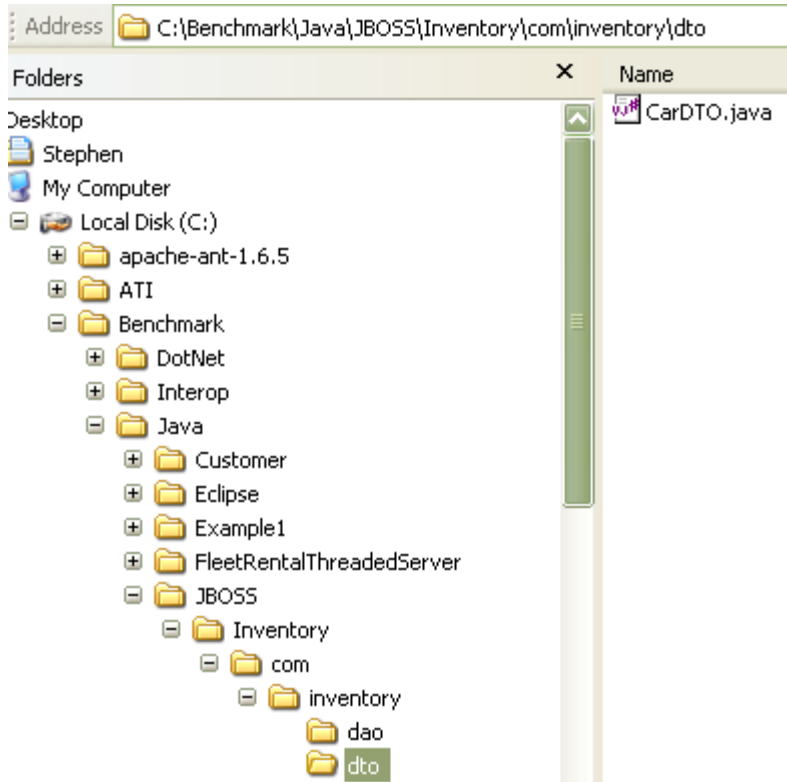 Address C:\Benchmark\Java\JBOSS\Inventory\com\inventory\dto
Folders
Name
Desktop
CarDTO.java
Stephen
My Computer
Local Disk (C:)
apache-ant-1.6.5
ATI
Benchmark
DotNet
Interop
Java
Customer
Eclipse
Example1
FleetRentalThreadedServer
JBOSS
Inventory
com
inventory
dao
dto